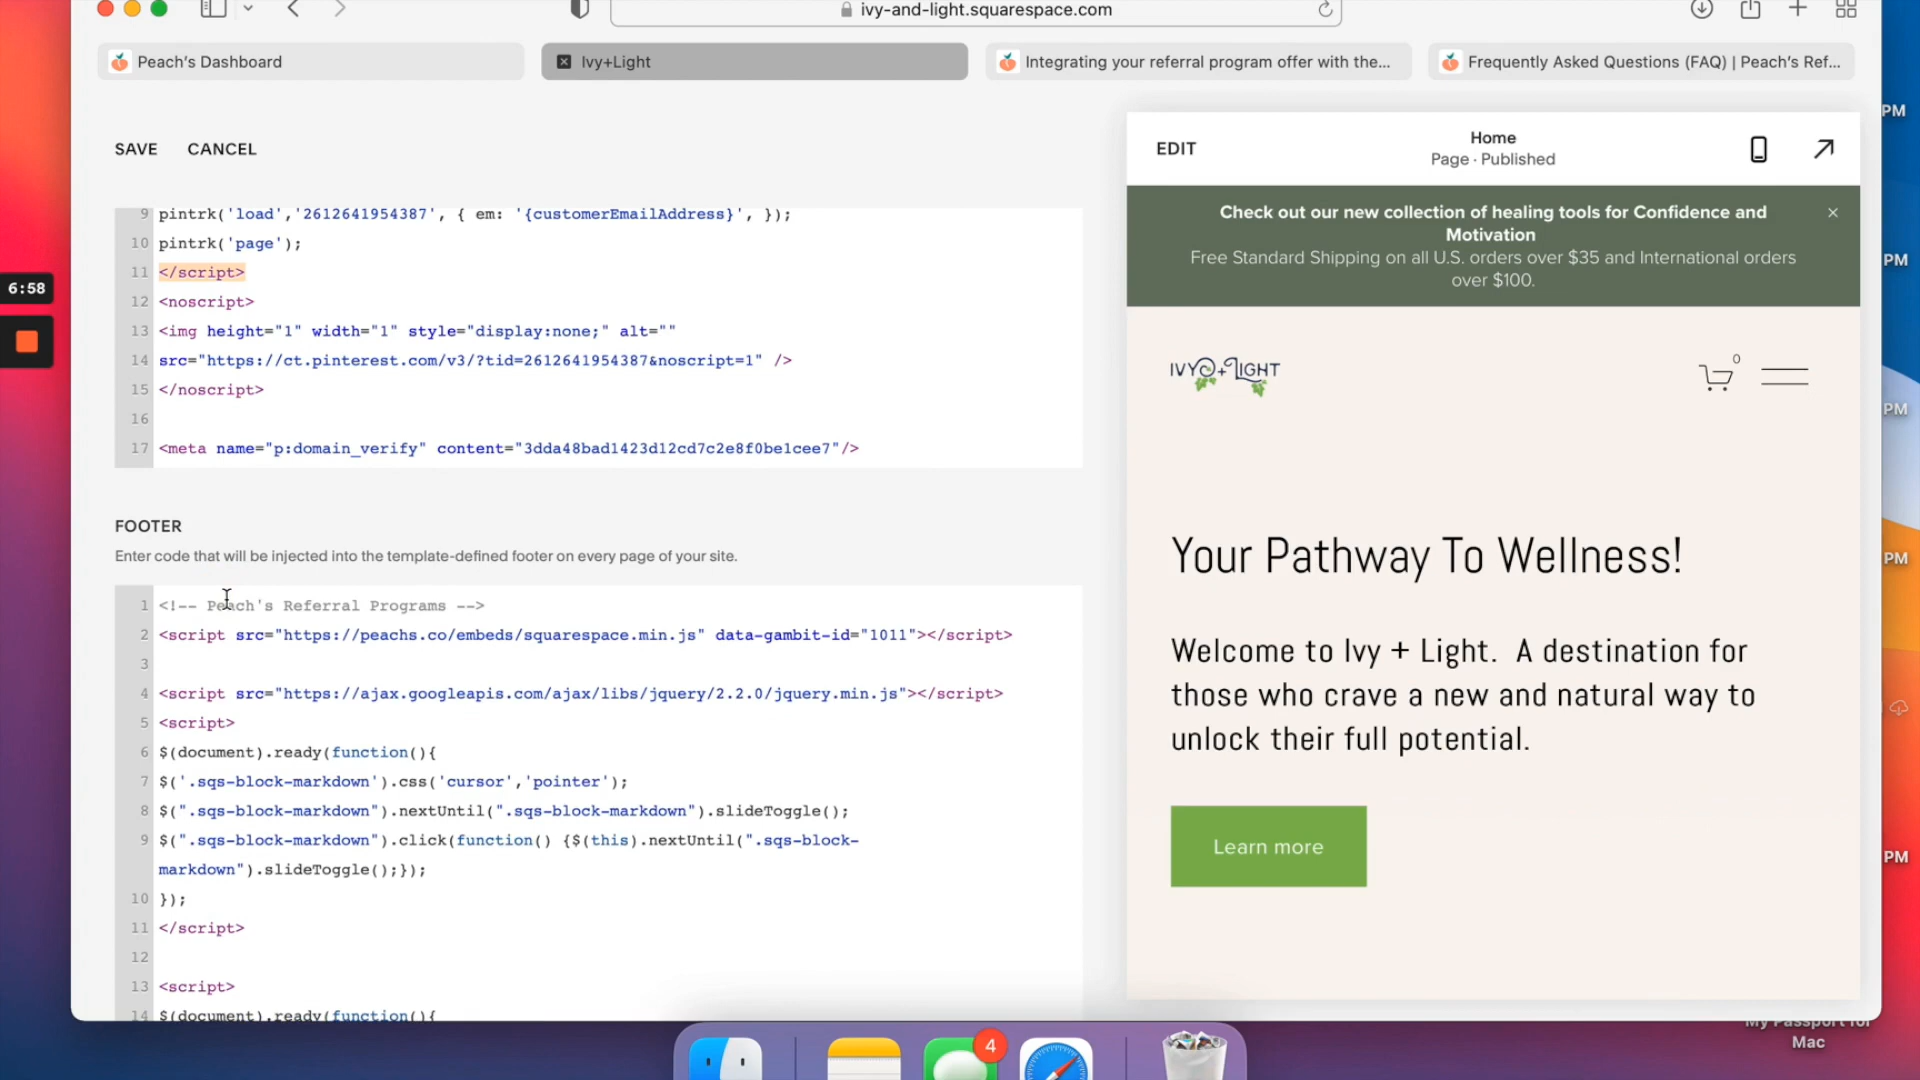 ivy-and-light.squarespace.com
Peach's Dashboard
Ivy+Light
Integrating your referral program offer with the...
Frequently Asked Questions (FAQ) | Peach's Ref...
PM
SAVE CANCEL
EDIT
Home
Page · Published
9 pintrk('load','2612641954387', { em: '{customerEmailAddress}', });
10 pintrk('page');
11 </script>
12 <noscript>
13 <img height="1" width="1" style="display:none;" alt=""
14 src="https://ct.pinterest.com/v3/?tid=2612641954387&noscript=1" />
15 </noscript>
16
17 <meta name="p:domain_verify" content="3dda48bad1423d12cd7c2e8f0be1cee7"/>
Check out our new collection of healing tools for Confidence and
Motivation
Free Standard Shipping on all U.S. orders over $35 and International orders
over $100.
×
PM
6:58
IVY+LIGHT
0
PM
FOOTER
Enter code that will be injected into the template-defined footer on every page of your site.
1 <!-- Peach's Referral Programs -->
2 <script src="https://peachs.co/embeds/squarespace.min.js" data-gambit-id="1011"></script>
3
4 <script src="https://ajax.googleapis.com/ajax/libs/jquery/2.2.0/jquery.min.js"></script>
5 <script>
6 $(document).ready(function(){
7 $('.sqs-block-markdown').css('cursor','pointer');
8 $(".sqs-block-markdown").nextUntil(".sqs-block-markdown").slideToggle();
9 $(".sqs-block-markdown").click(function() {$(this).nextUntil(".sqs-block-
markdown").slideToggle();});
10 });
11 </script>
12
13 <script>
14 $(document).ready(function(){
Your Pathway To Wellness!
Welcome to Ivy + Light. A destination for
those who crave a new and natural way to
unlock their full potential.
Learn more
PM
PM
4
My Passport for
Mac